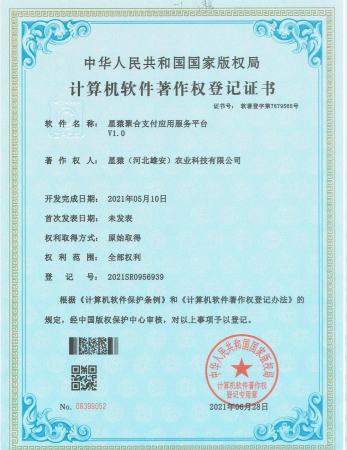 中华人民共和国国家版权局
计算机软件著作权登记证书
证书号: 软著登字第7679565号
软件名称: 星猿聚合支付应用服务平台
V1.0
著作权人: 星猿（河北雄安）农业科技有限公司
开发完成日期: 2021年05月10日
首次发表日期: 未发表
权利取得方式: 原始取得
权利范围: 全部权利
登记号: 2021SR0956939
根据《计算机软件保护条例》和《计算机软件著作权登记办法》的
规定，经中国版权保护中心审核，对以上事项予以登记。
中华人民共和国国家版权局
计算机软件著作权
登记专用章
No. 08399052
2021年06月28日